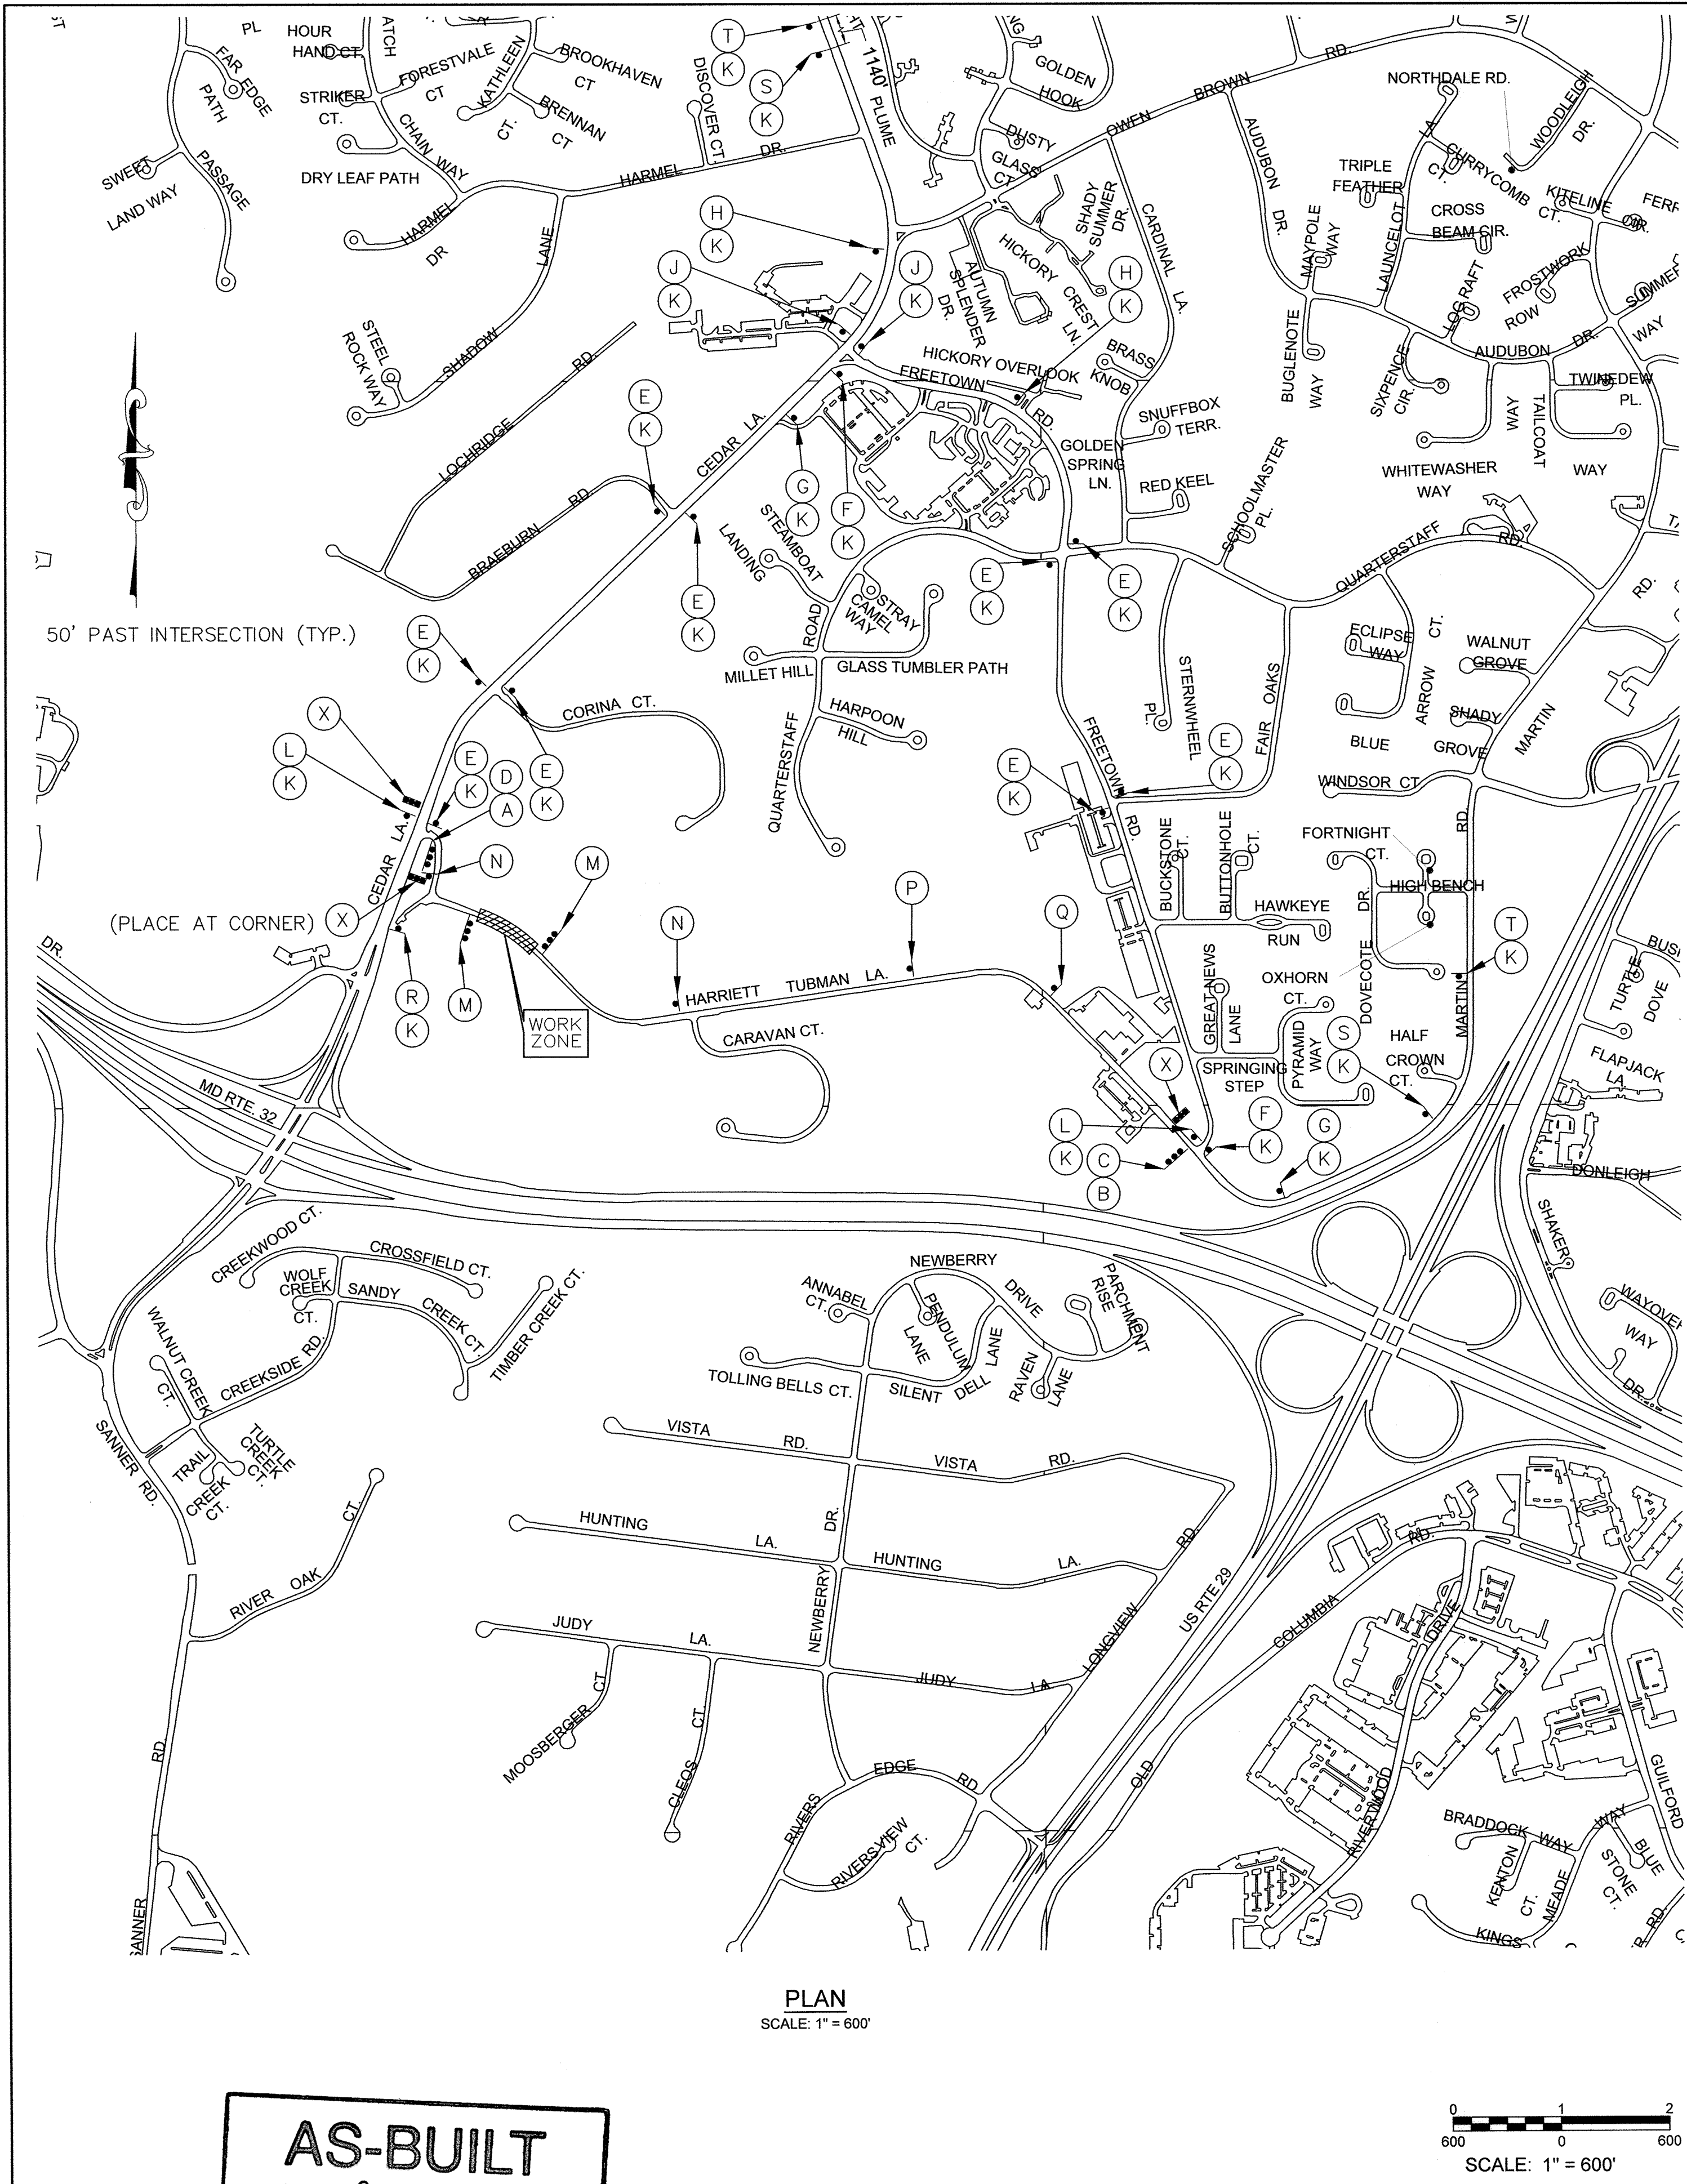 PL
HOUR
HAND CT.
FAR EDGE
PATH
STRIKER
CT.
FORESTVALE
CT
KATHLEEN
CT.
BROOKHAVEN
CT
BRENNAN
CT
DISCOVER CT.
CHAIN WAY
SWEET
LAND WAY
PASSAGE
DRY LEAF PATH
HARMEL
DR.
HARMEL
DR
LANE
SHADOW
STEEL
ROCK WAY
T
K
S
K
1140'
PLUME
GOLDEN
HOOK
DUSTY
GLASS
CT.
OWEN
BROWN
RD.
NORTHDALE RD.
WOODLEIGH
DR.
AUDUBON
DR.
TRIPLE
FEATHER
LA
CT.
CURRYCOMB
KITELINE
CT.
CIR.
CROSS
BEAM CIR.
MAYPOLE
WAY
LAUNCELOT
LOG RAFT
FROSTWORK
ROW
SUMMER
WAY
H
K
J
K
J
K
H
K
SHADY
SUMMER
DR.
HICKORY
CREST
LN.
AUTUMN
SPLENDER
DR.
CARDINAL
LA.
HICKORY OVERLOOK
FREETOWN
RD.
BRASS
KNOB
SNUFFBOX
TERR.
GOLDEN
SPRING
LN.
RED KEEL
BUGLENOTE
WAY
SIXPENCE
CIR.
AUDUBON
DR.
TWINEDEW
PL.
WAY
TAILCOAT
WAY
WHITEWASHER
WAY
SCHOOLMASTER
PL.
QUARTERSTAFF
RD.
LOCHRIDGE
RD.
BRAEBURN
RD.
CEDAR
LA.
E
K
G
K
F
K
E
K
E
K
E
K
STEAMBOAT
LANDING
STRAY
CAMEL
WAY
ROAD
MILLET HILL
GLASS TUMBLER PATH
QUARTERSTAFF
HARPOON
HILL
50' PAST INTERSECTION (TYP.)
E
K
CORINA CT.
X
L
K
E
K
D
A
E
K
CEDAR
LA.
N
M
X
(PLACE AT CORNER)
R
K
M
WORK
ZONE
N
HARRIETT TUBMAN LA.
CARAVAN CT.
P
Q
FREETOWN
RD.
STERNWHEEL
PL.
FAIR OAKS
E
K
E
K
BUCKSTONE
CT.
BUTTONHOLE
CT.
HAWKEYE
RUN
GREAT NEWS
LANE
OXHORN
CT.
SPRINGING
STEP
PYRAMID
WAY
ECLIPSE
WAY
CT.
ARROW
BLUE
WALNUT
GROVE
SHADY
GROVE
MARTIN
RD.
WINDSOR CT
RD.
FORTNIGHT
CT.
HIGH BENCH
DR.
DOVECOTE
T
K
MARTIN
HALF
CROWN
CT.
S
K
X
L
K
C
B
F
K
G
K
TURTLE
DOVE
FLAPJACK
LA.
DONLEIGH
SHAKER
WAY
DR.
DR.
MD RTE. 32
CREEKWOOD CT.
CROSSFIELD CT.
WOLF
CREEK
CT.
SANDY
CREEK CT.
TIMBER CREEK CT.
WALNUT CREEK
CT.
CREEKSIDE RD.
TRAIL
CREEK
CT.
TURTLE
CREEK
CT.
SANNER RD.
RIVER OAK
CT.
NEWBERRY
DRIVE
ANNABEL
CT.
PENDULUM
LANE
PARCHMENT
RISE
RAVEN
LANE
TOLLING BELLS CT.
SILENT
DELL
LANE
VISTA
RD.
VISTA
RD.
HUNTING
LA.
DR.
HUNTING
LA.
RD.
NEWBERRY
JUDY
LA.
JUDY
LA.
LONGVIEW
US RTE 29
MOOSBERGER
CT.
CLEOS
CT.
RIVERS
EDGE
RD.
RIVERSVIEW
CT.
RD.
SANNER
OLD
COLUMBIA
RD.
DRIVE
RIVERWOOD
GUILFORD
BRADDOCK WAY
KENTON
CT.
MEADE
WAY
BLUE
STONE
CT.
KINGS
RD.
PLAN
SCALE: 1" = 600'
AS-BUILT
0 1 2
600 0 600
SCALE: 1" = 600'